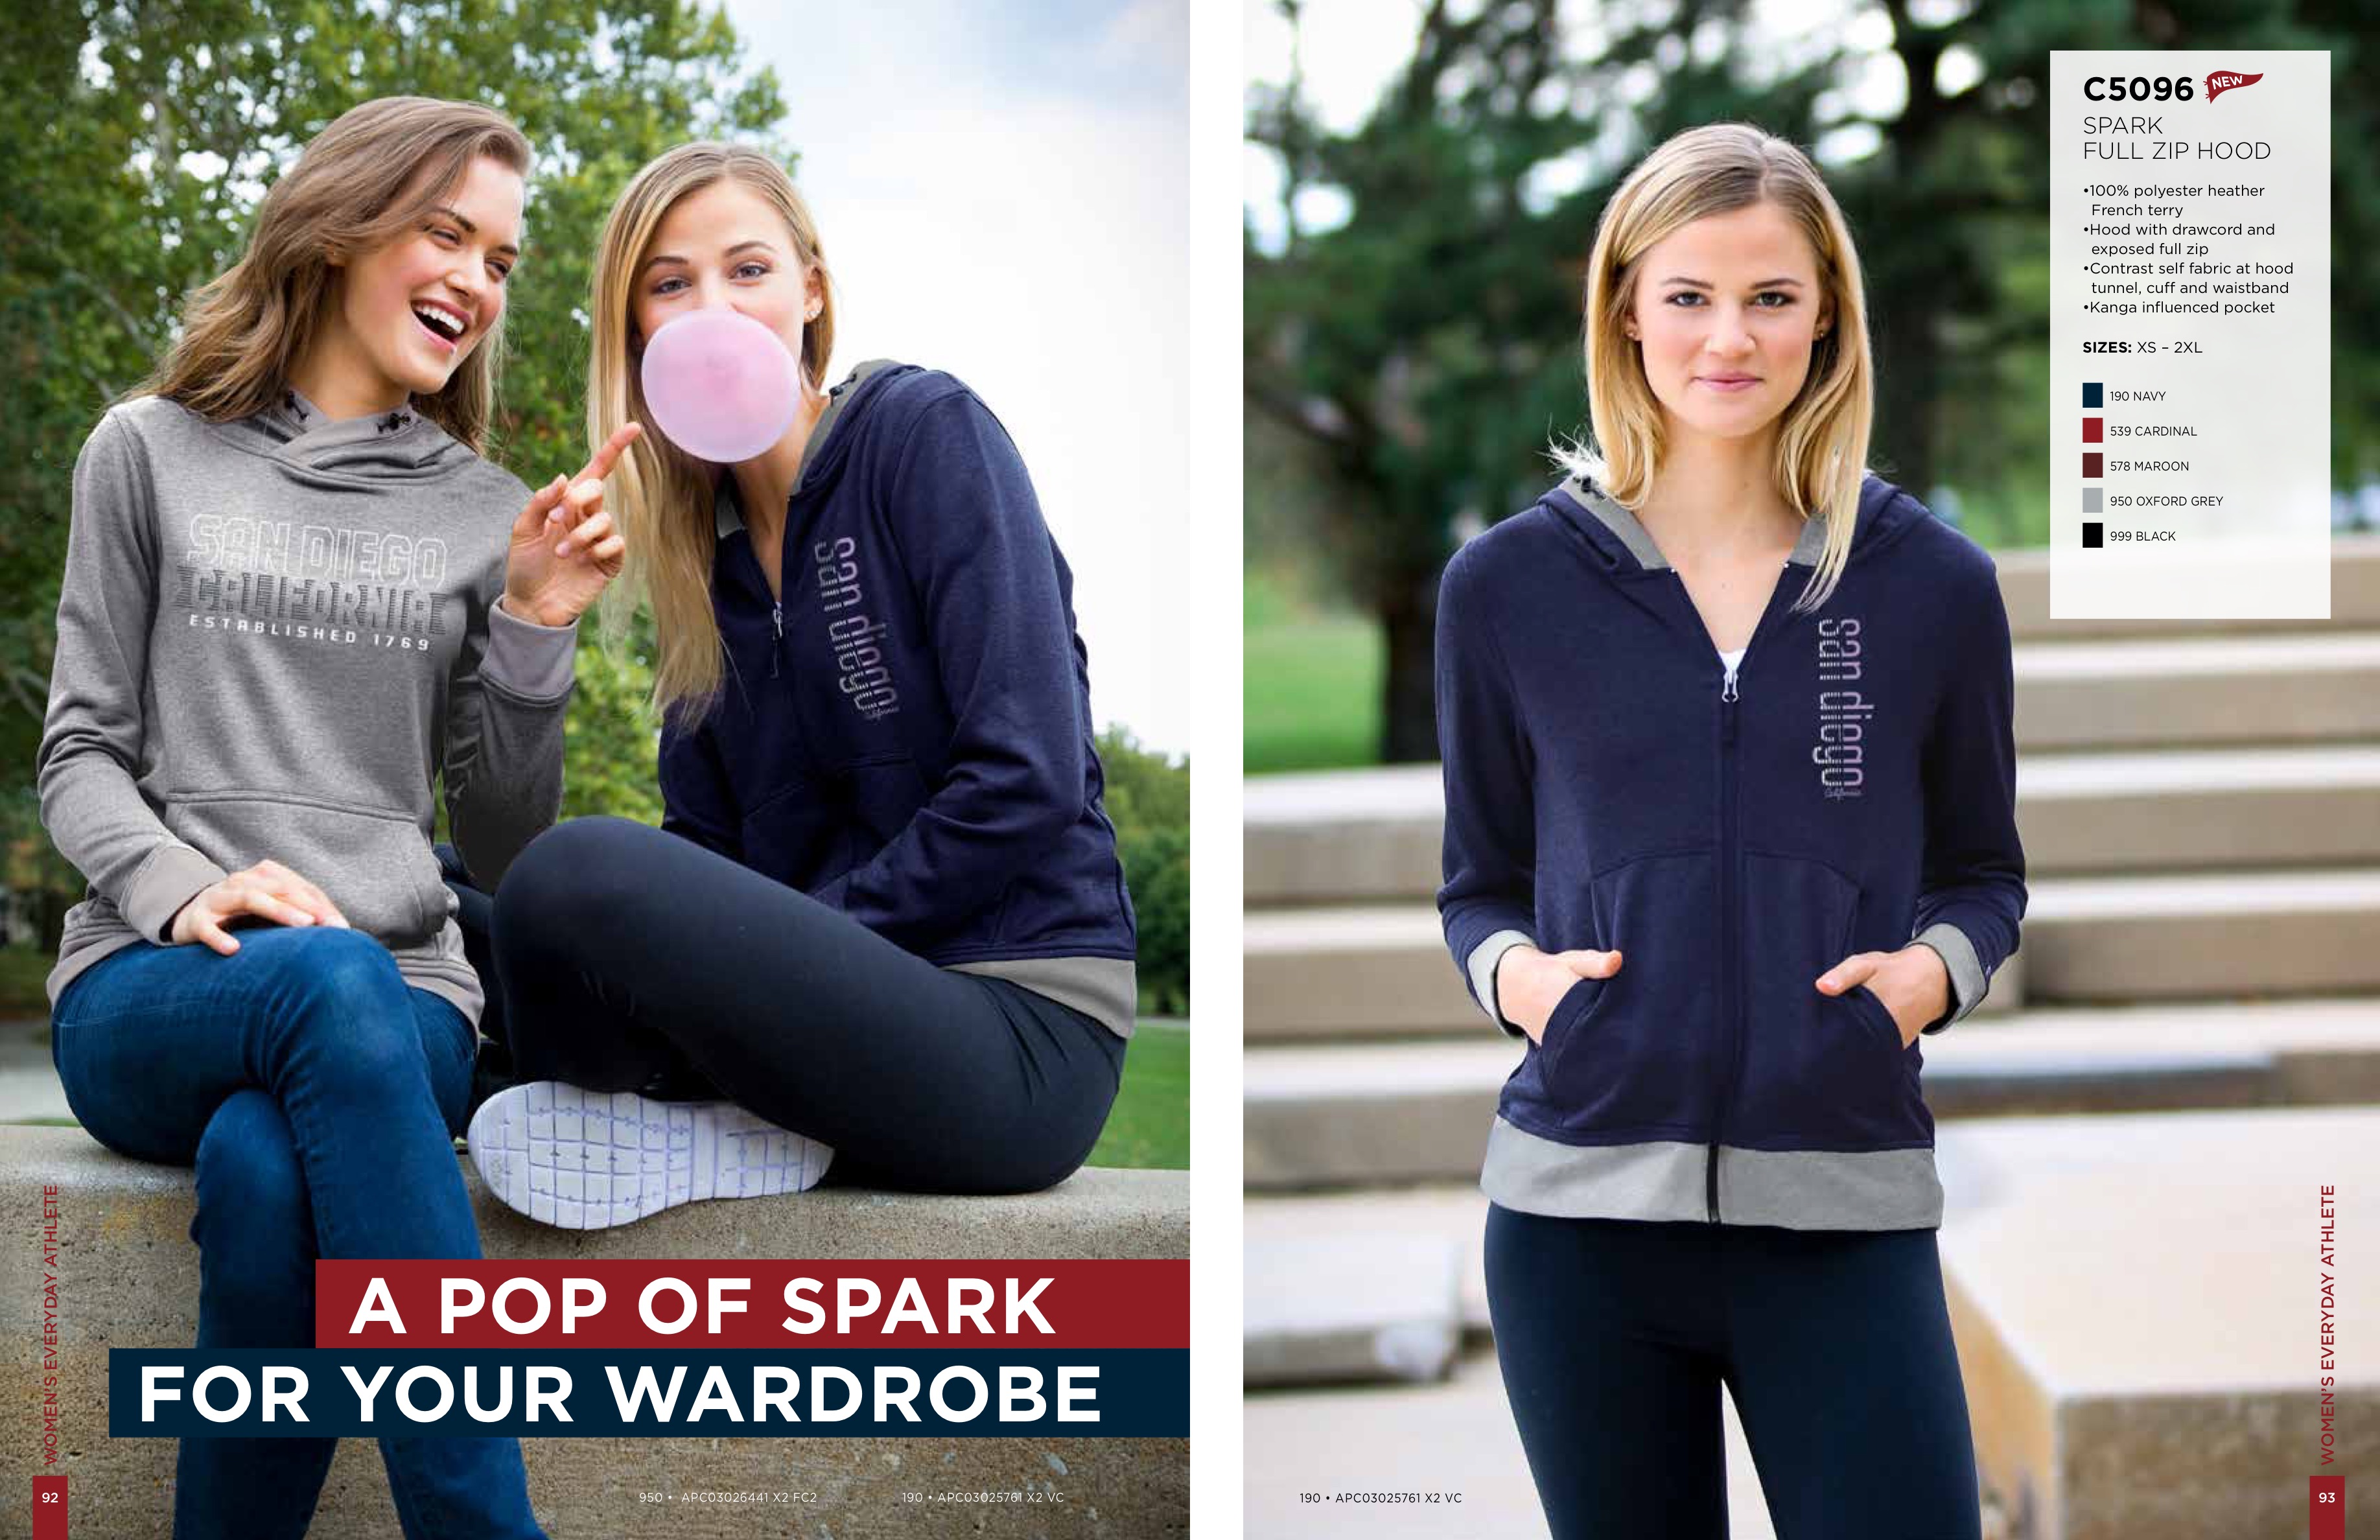 SAN DIEGO
CALIFORNIA
ESTABLISHED 1769
san diego
san diego
California
A POP OF SPARK
FOR YOUR WARDROBE
WOMEN'S EVERYDAY ATHLETE
92
950 • APC03026441 X2 FC2
190 • APC03025761 X2 VC
C5096 NEW
SPARK
FULL ZIP HOOD
•100% polyester heather
French terry
•Hood with drawcord and
exposed full zip
•Contrast self fabric at hood
tunnel, cuff and waistband
•Kanga influenced pocket
SIZES: XS – 2XL
190 NAVY
539 CARDINAL
578 MAROON
950 OXFORD GREY
999 BLACK
san diego
san diego
California
190 • APC03025761 X2 VC
WOMEN'S EVERYDAY ATHLETE
93